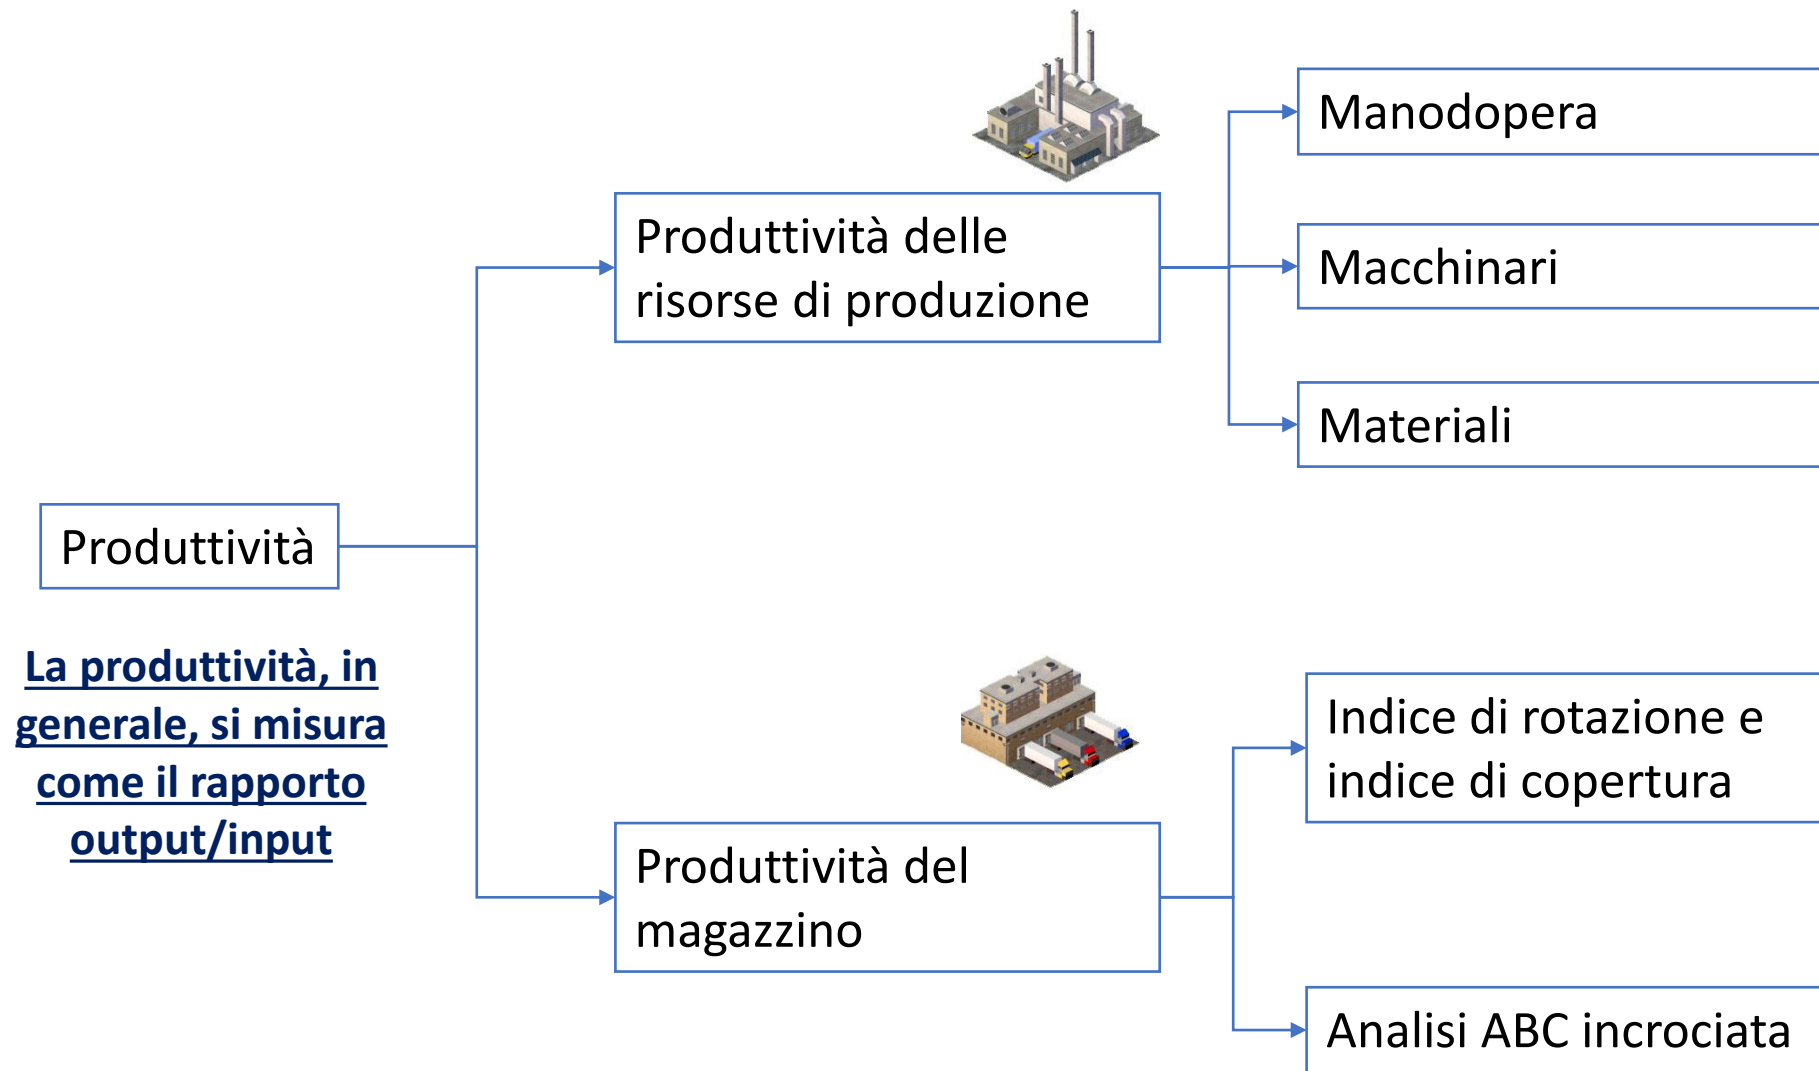 Produttività
La produttività, in
generale, si misura
come il rapporto
output/input
Produttività delle
risorse di produzione
Manodopera
Macchinari
Materiali
Produttività del
magazzino
Indice di rotazione e
indice di copertura
Analisi ABC incrociata